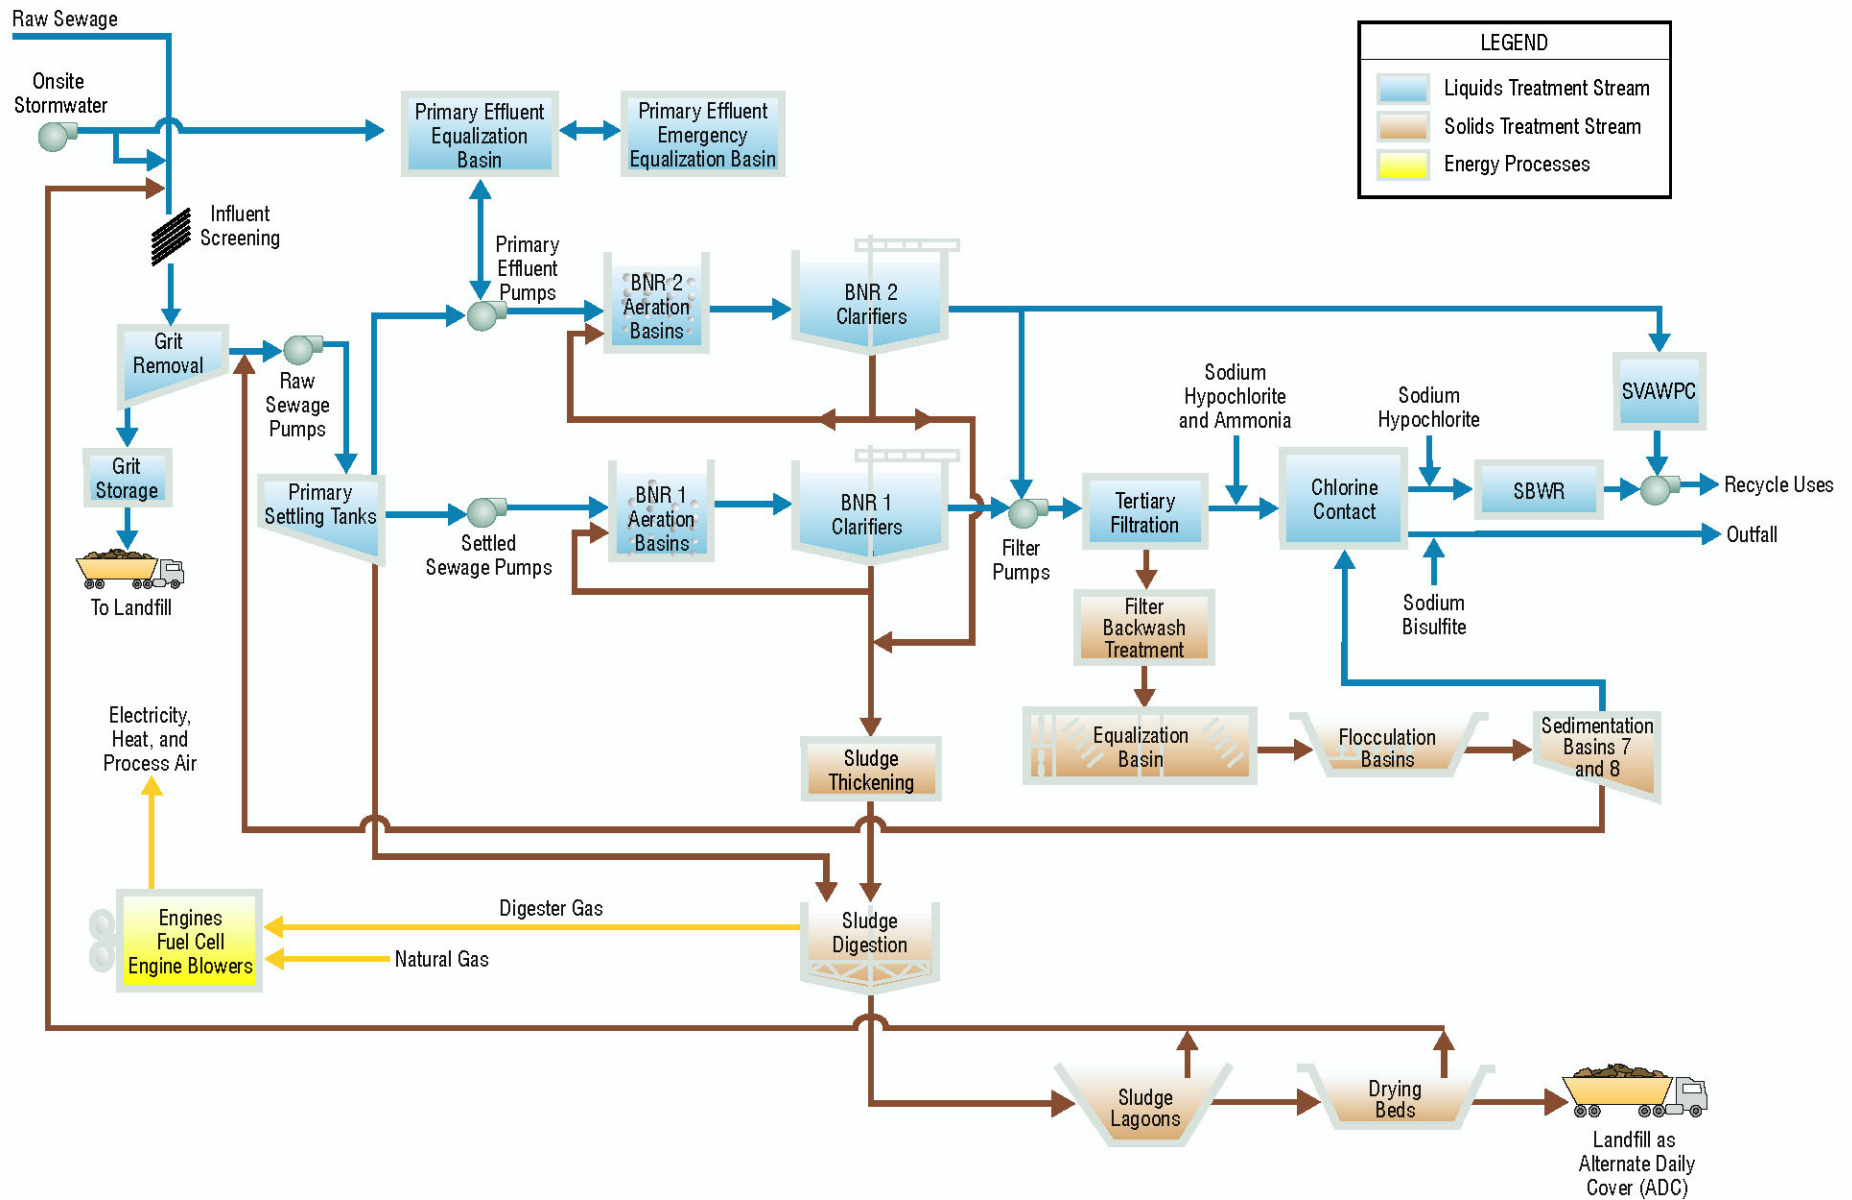 Raw Sewage
Onsite
Stormwater
Influent
Screening
Grit
Removal
Raw
Sewage
Pumps
Grit
Storage
To Landfill
Primary
Settling Tanks
Primary Effluent
Equalization
Basin
Primary Effluent
Emergency
Equalization Basin
Primary
Effluent
Pumps
BNR 2
Aeration
Basins
BNR 2
Clarifiers
Settled
Sewage Pumps
BNR 1
Aeration
Basins
BNR 1
Clarifiers
Filter
Pumps
Tertiary
Filtration
Sodium
Hypochlorite
and Ammonia
Chlorine
Contact
Sodium
Hypochlorite
SBWR
SVAWPC
Recycle Uses
Outfall
Sodium
Bisulfite
Filter
Backwash
Treatment
Equalization
Basin
Flocculation
Basins
Sedimentation
Basins 7
and 8
Sludge
Thickening
Sludge
Digestion
Digester Gas
Natural Gas
Electricity,
Heat, and
Process Air
Engines
Fuel Cell
Engine Blowers
Sludge
Lagoons
Drying
Beds
Landfill as
Alternate Daily
Cover (ADC)
LEGEND
Liquids Treatment Stream
Solids Treatment Stream
Energy Processes